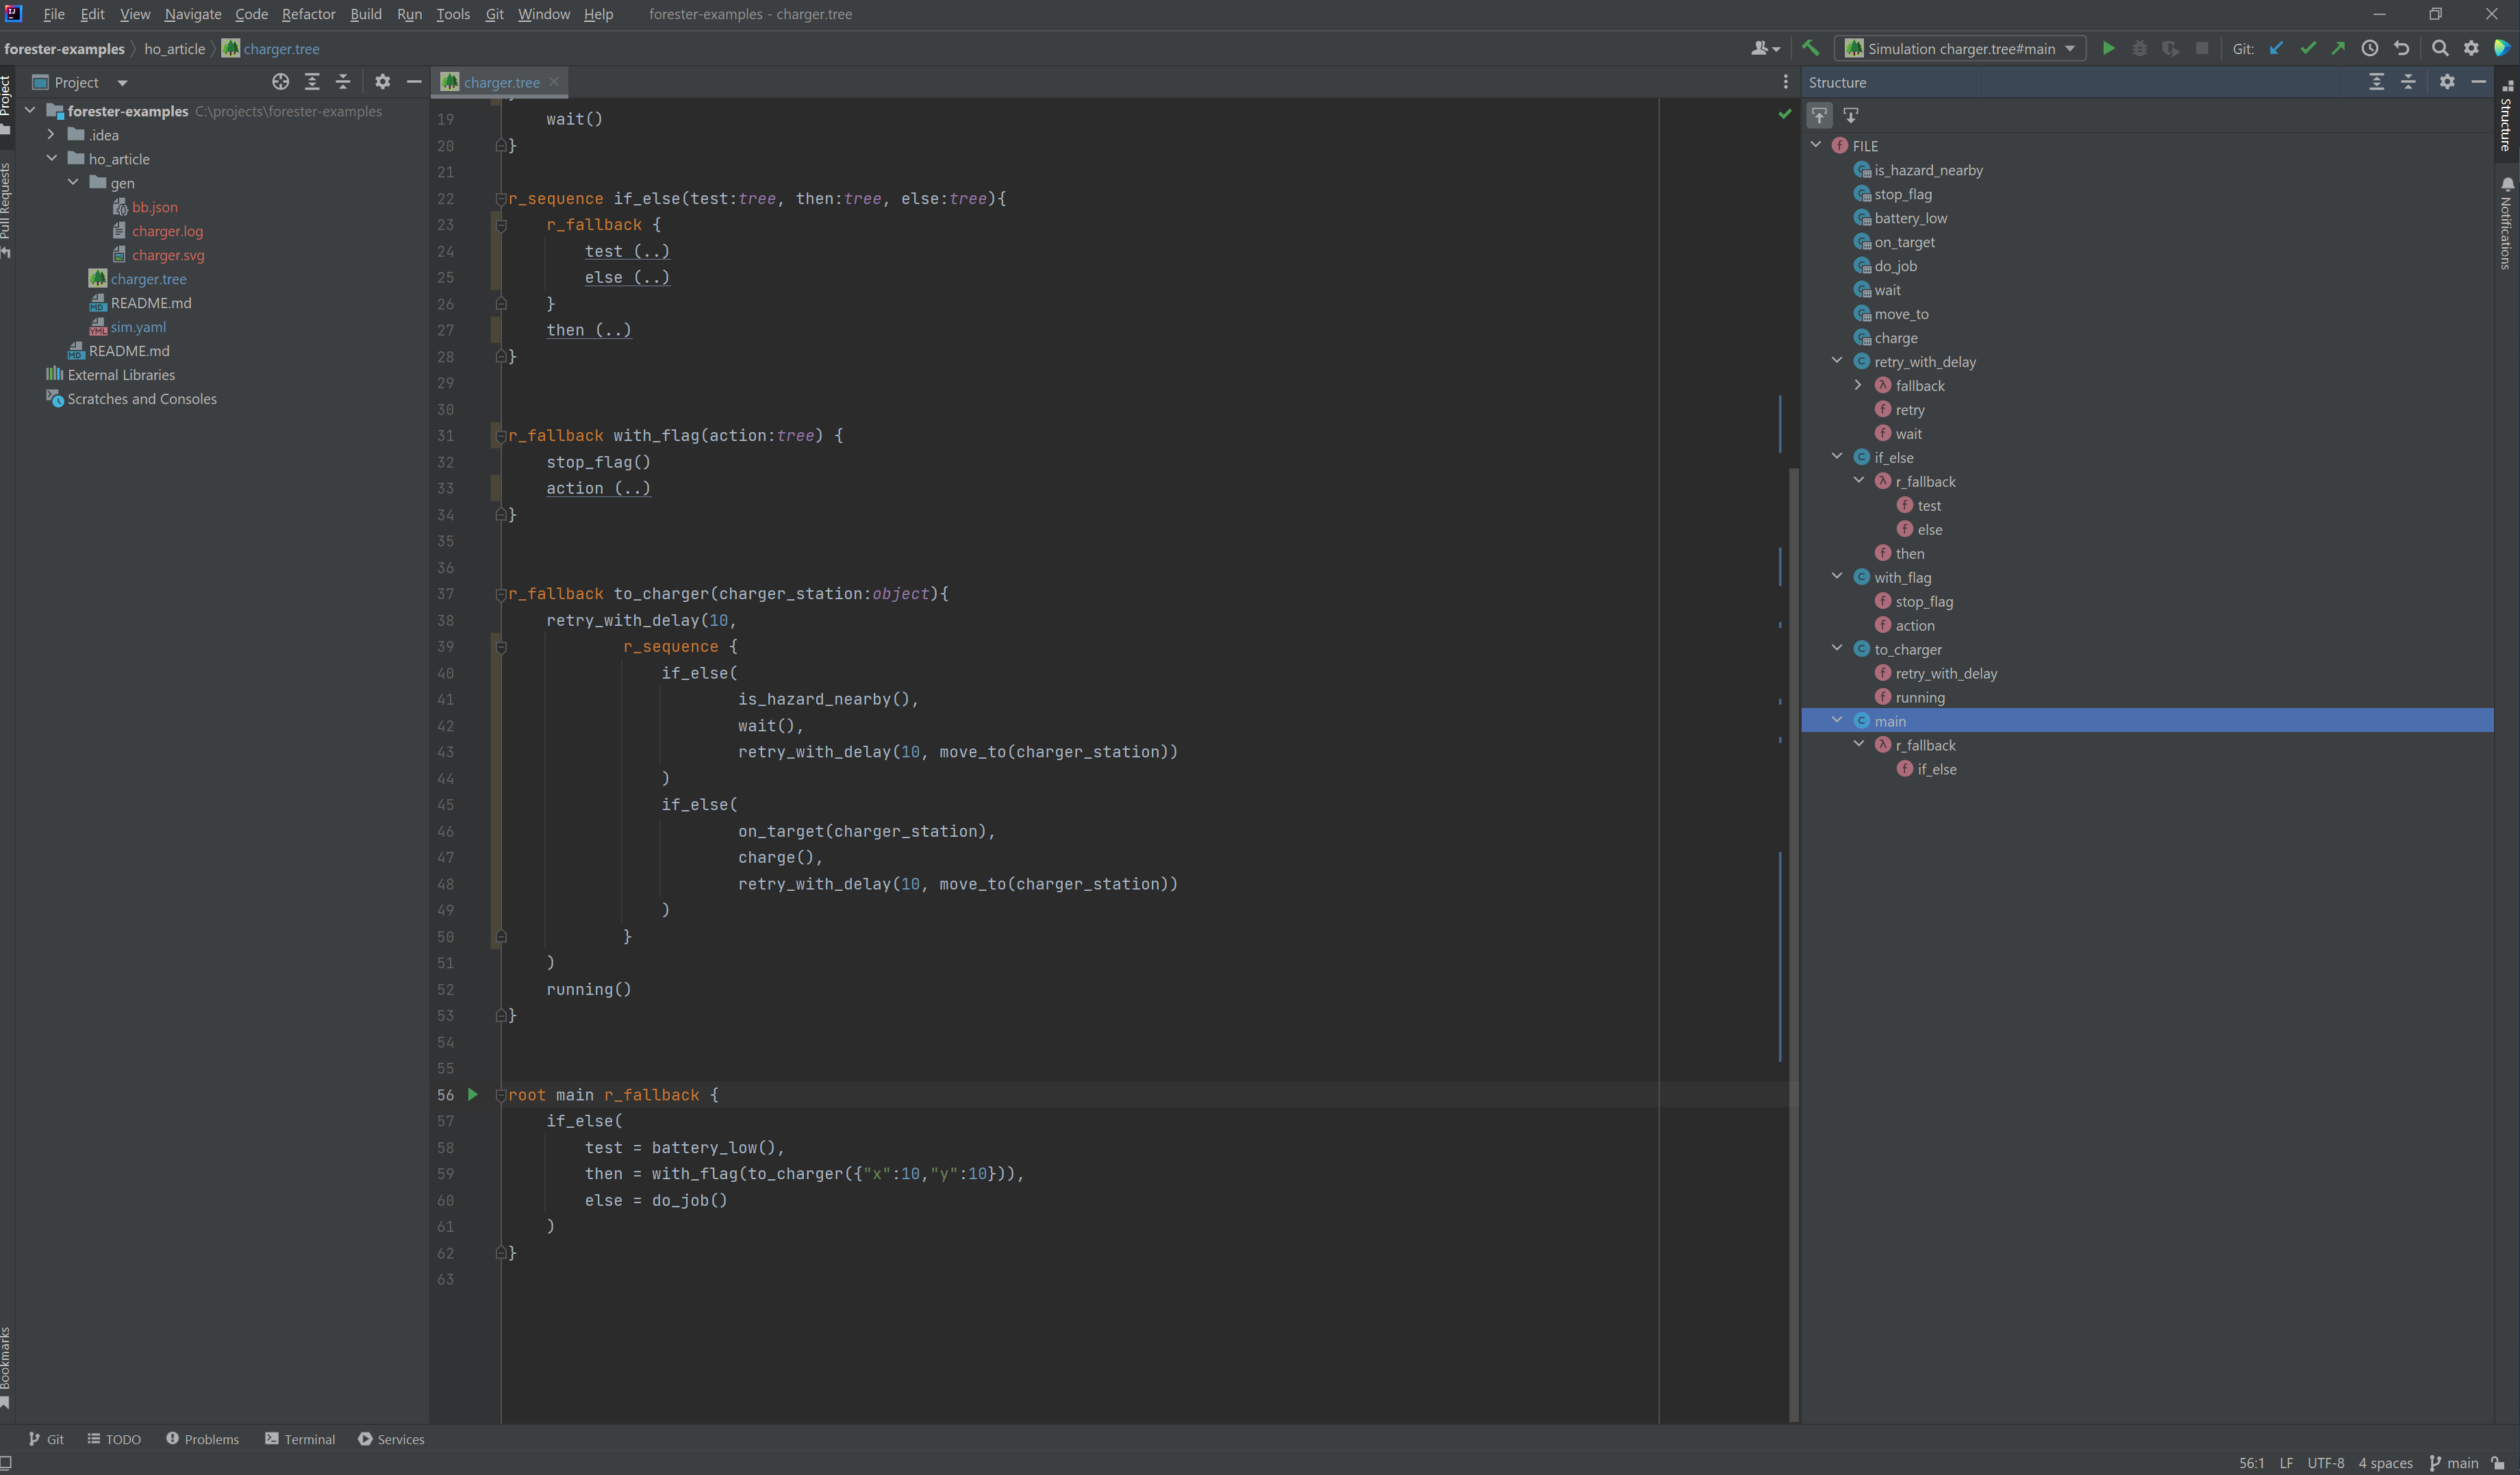 File Edit View Navigate Code Refactor Build Run Tools Git Window Help forester-examples - charger.tree
forester-examples ho_article charger.tree Simulation charger.tree#main Git:
Project
Pull Requests
Bookmarks
Project
forester-examples C:\projects\forester-examples
.idea
ho_article
gen
bb.json
charger.log
charger.svg
charger.tree
README.md
sim.yaml
README.md
External Libraries
Scratches and Consoles
charger.tree
19 wait()
20 }
21
22 r_sequence if_else(test:tree, then:tree, else:tree){
23 r_fallback {
24 test (..)
25 else (..)
26 }
27 then (..)
28 }
29
30
31 r_fallback with_flag(action:tree) {
32 stop_flag()
33 action (..)
34 }
35
36
37 r_fallback to_charger(charger_station:object){
38 retry_with_delay(10,
39 r_sequence {
40 if_else(
41 is_hazard_nearby(),
42 wait(),
43 retry_with_delay(10, move_to(charger_station))
44 )
45 if_else(
46 on_target(charger_station),
47 charge(),
48 retry_with_delay(10, move_to(charger_station))
49 )
50 }
51 )
52 running()
53 }
54
55
56 root main r_fallback {
57 if_else(
58 test = battery_low(),
59 then = with_flag(to_charger({"x":10,"y":10})),
60 else = do_job()
61 )
62 }
63
Structure
FILE
is_hazard_nearby
stop_flag
battery_low
on_target
do_job
wait
move_to
charge
retry_with_delay
fallback
retry
wait
if_else
r_fallback
test
else
then
with_flag
stop_flag
action
to_charger
retry_with_delay
running
main
r_fallback
if_else
Structure
Notifications
Git TODO Problems Terminal Services
56:1 LF UTF-8 4 spaces main